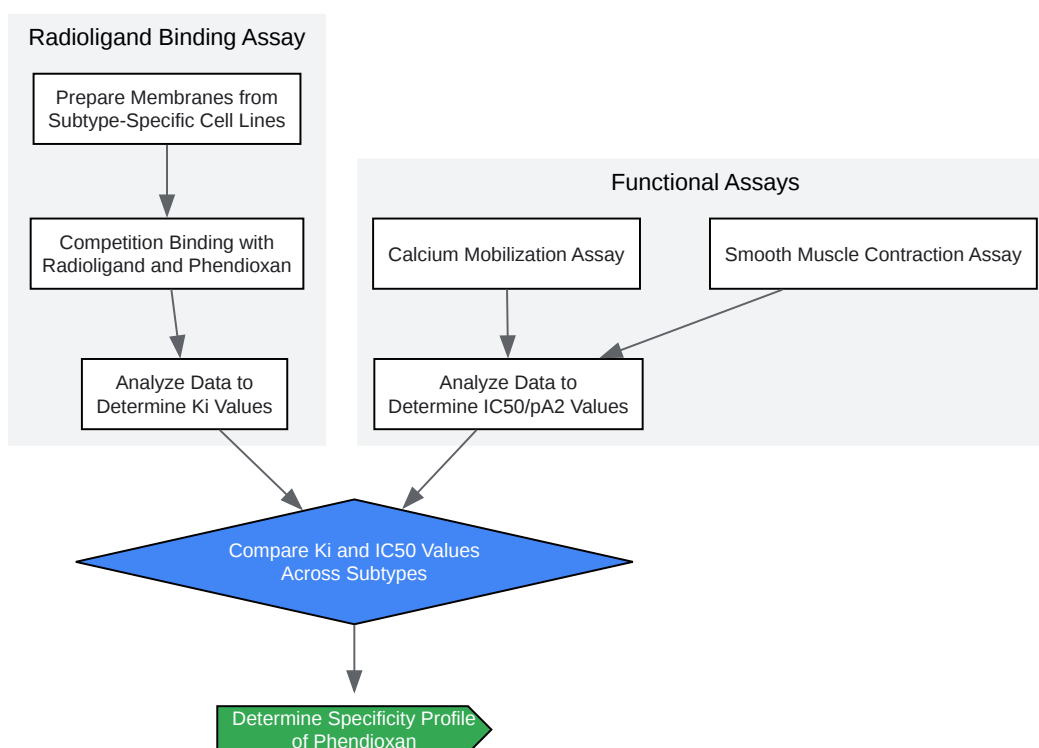 Radioligand Binding Assay
Prepare Membranes from
Subtype-Specific Cell Lines
Competition Binding with
Radioligand and Phendioxan
Analyze Data to
Determine Ki Values
Functional Assays
Calcium Mobilization Assay
Smooth Muscle Contraction Assay
Analyze Data to
Determine IC50/pA2 Values
Compare Ki and IC50 Values
Across Subtypes
Determine Specificity Profile
of Phendioxan